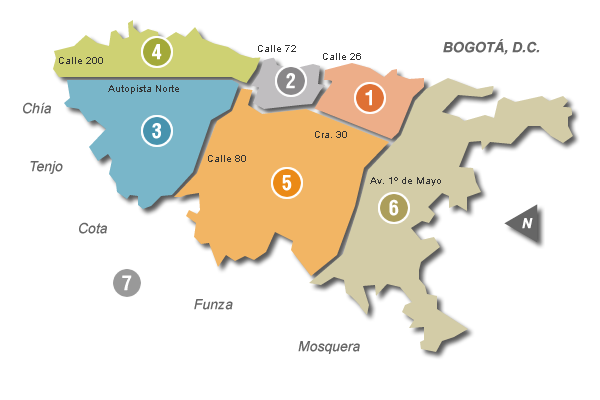 BOGOTÁ, D.C.
Calle 72
Calle 26
4
Calle 200
2
Autopista Norte
1
Chía
3
Cra. 30
Calle 80
Tenjo
5
Av. 1º de Mayo
6
N
Cota
7
Funza
Mosquera